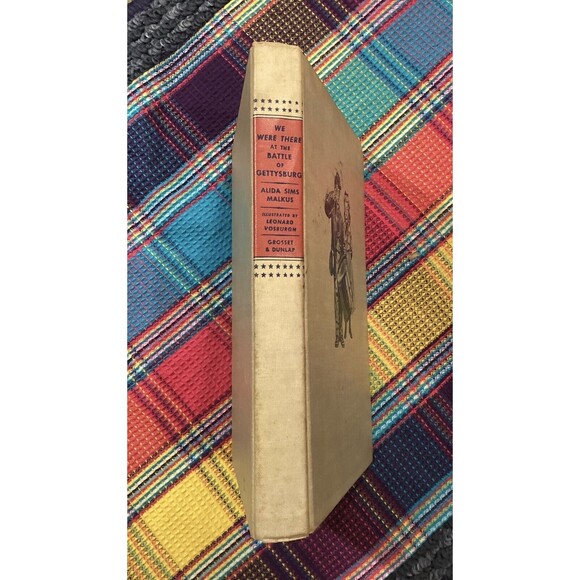 WE
WERE THERE
AT THE
BATTLE
OF
GETTYSBURG
ALIDA SIMS
MALKUS
ILLUSTRATED BY
LEONARD
VOSBURGH
GROSSET
& DUNLAP